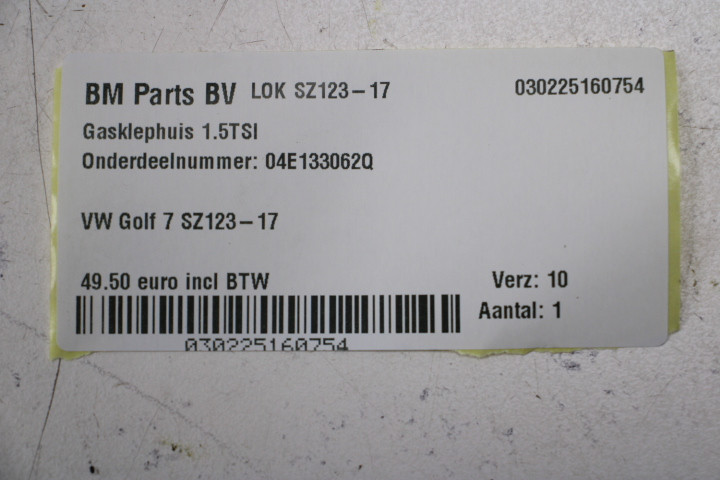 BM Parts BV LOK SZ123-17 030225160754
Gasklephuis 1.5TSI
Onderdeelnummer: 04E133062Q
VW Golf 7 SZ123-17
49.50 euro incl BTW Verz: 10
Aantal: 1
030225160754